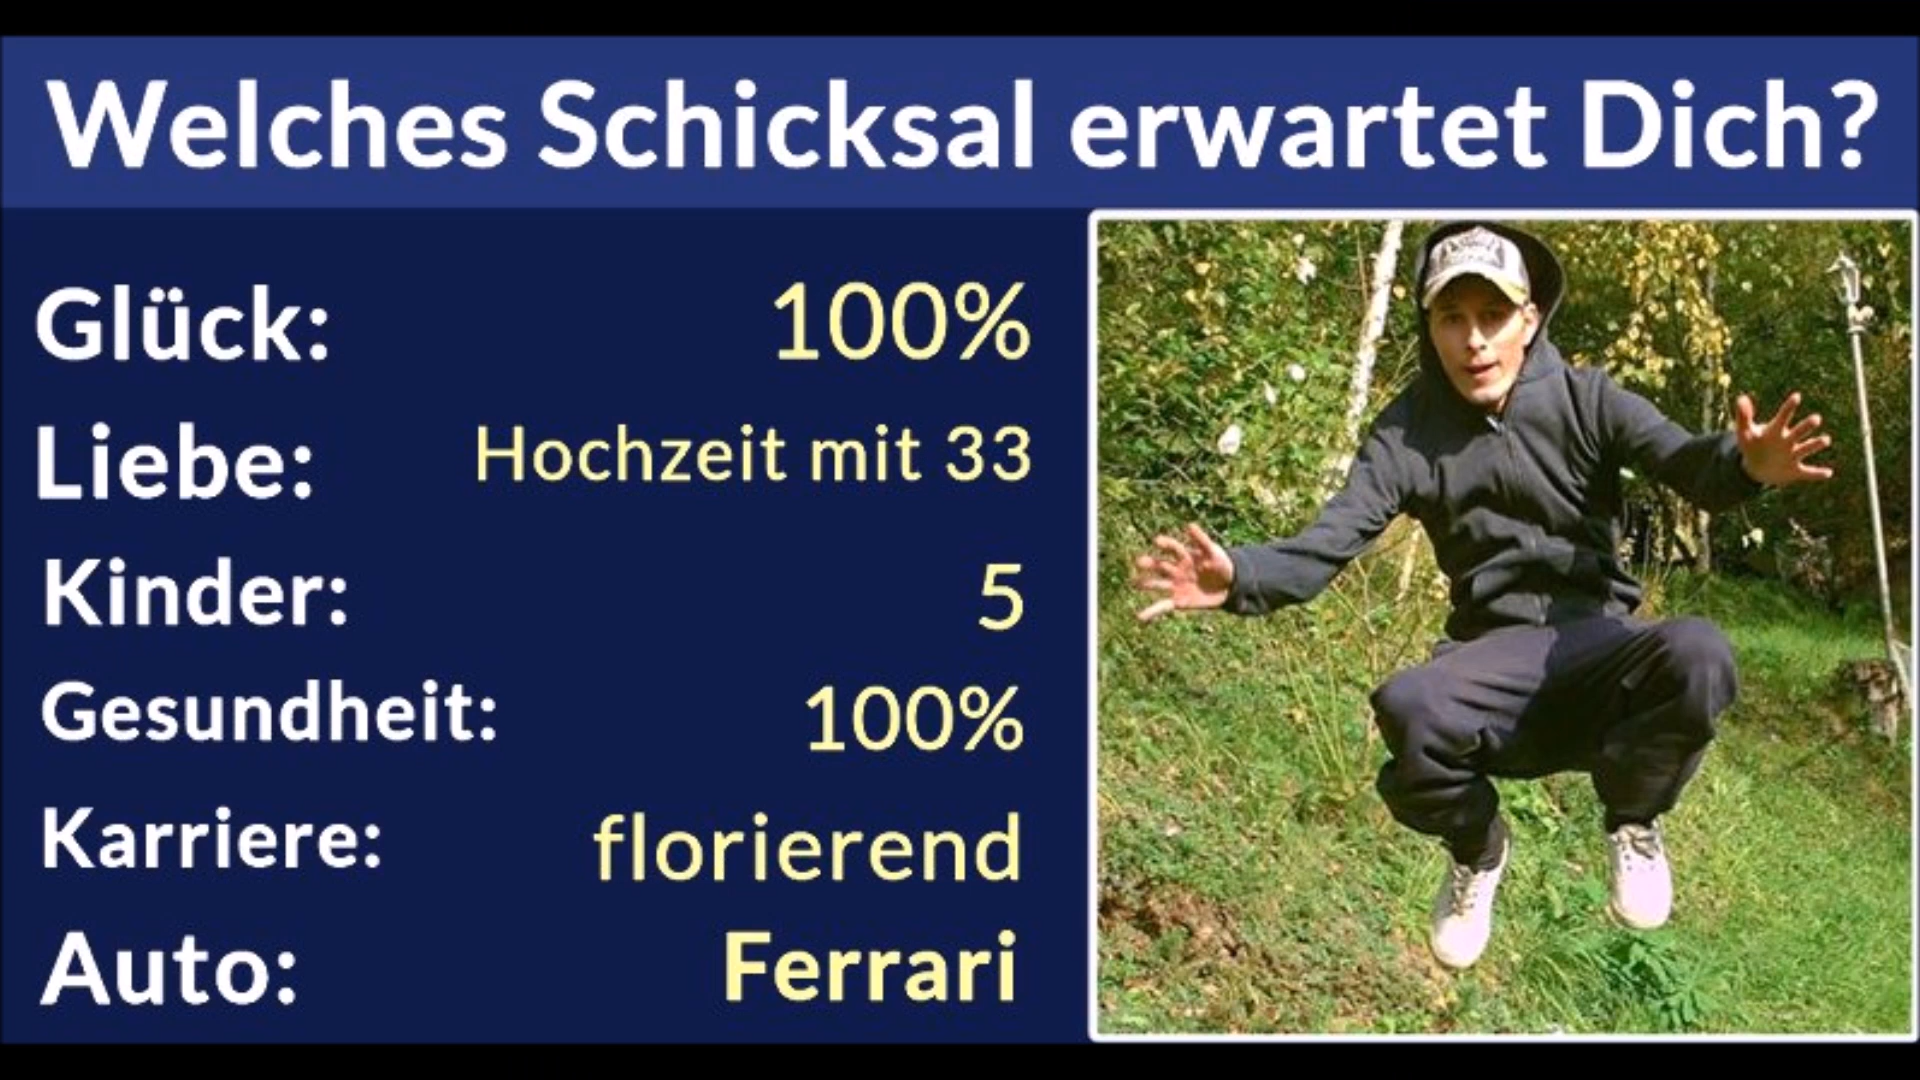 Welches Schicksal erwartet Dich?
Glück: 100%
Liebe: Hochzeit mit 33
Kinder: 5
Gesundheit: 100%
Karriere: florierend
Auto: Ferrari